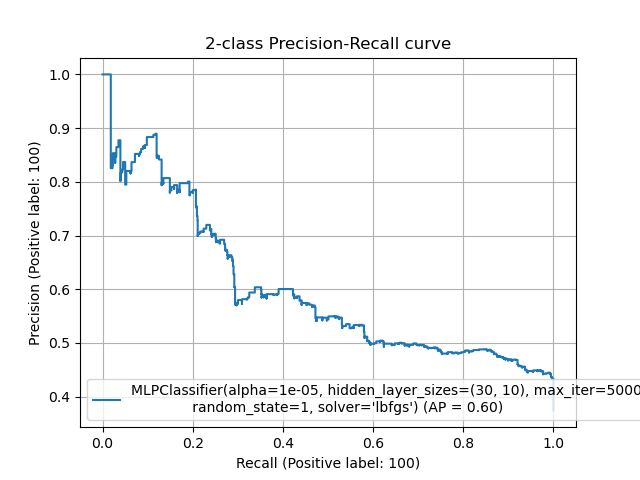 2-class Precision-Recall curve
1.0
0.9
0.8
0.7
0.6
0.5
0.4
Precision (Positive label: 100)
MLPClassifier(alpha=1e-05, hidden_layer_sizes=(30, 10), max_iter=5000
random_state=1, solver='lbfgs') (AP = 0.60)
0.0 0.2 0.4 0.6 0.8 1.0
Recall (Positive label: 100)